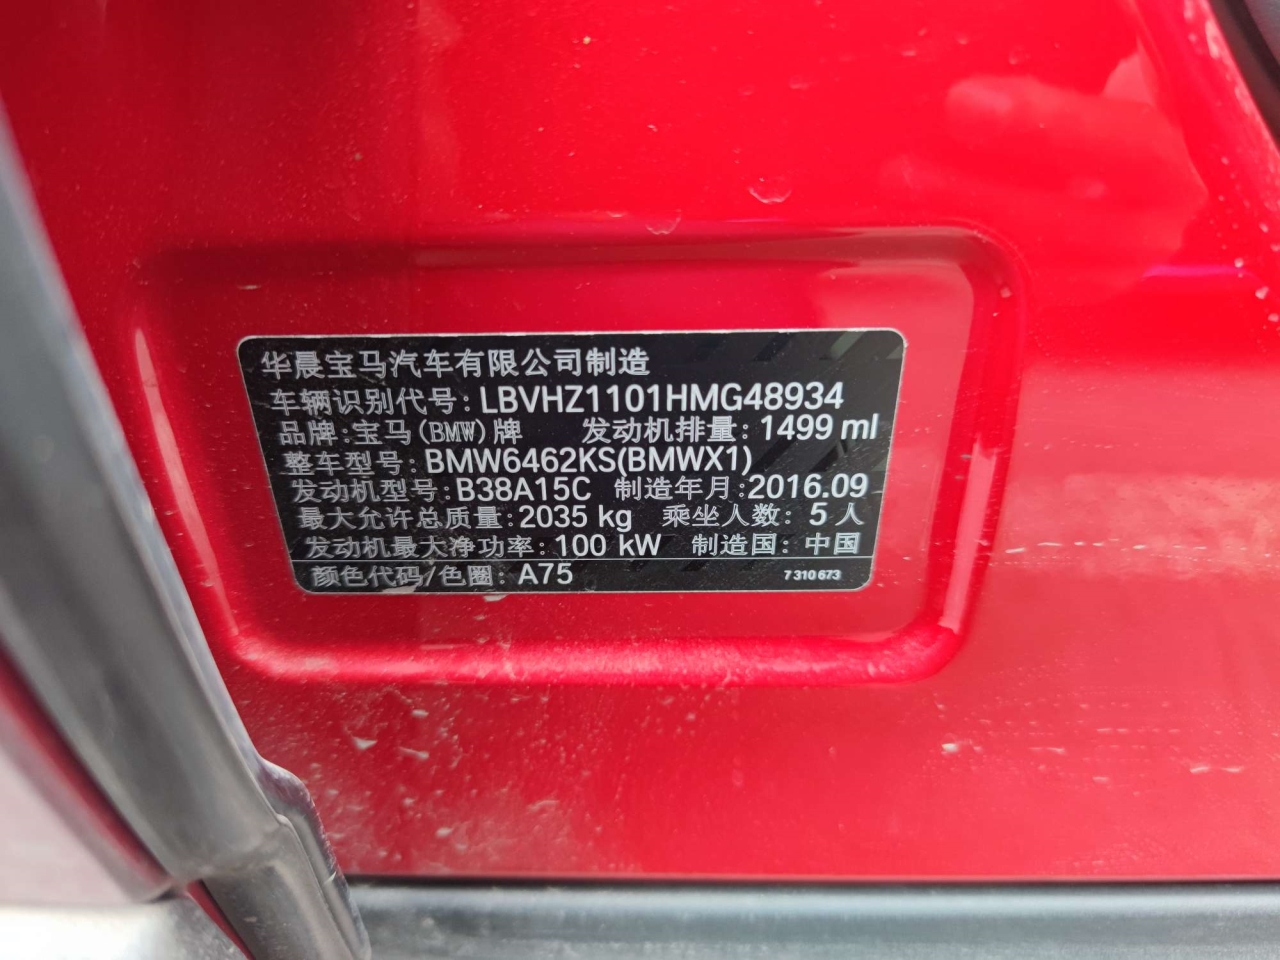 华晨宝马汽车有限公司制造
车辆识别代号: LBVHZ1101HMG48934
品牌: 宝马(BMW)牌 发动机排量: 1499 ml
整车型号: BMW6462KS(BMWX1)
发动机型号: B38A15C 制造年月: 2016.09
最大允许总质量: 2035 kg 乘坐人数: 5人
发动机最大净功率: 100 kW 制造国: 中国
颜色代码/色圈: A75 7 310 673